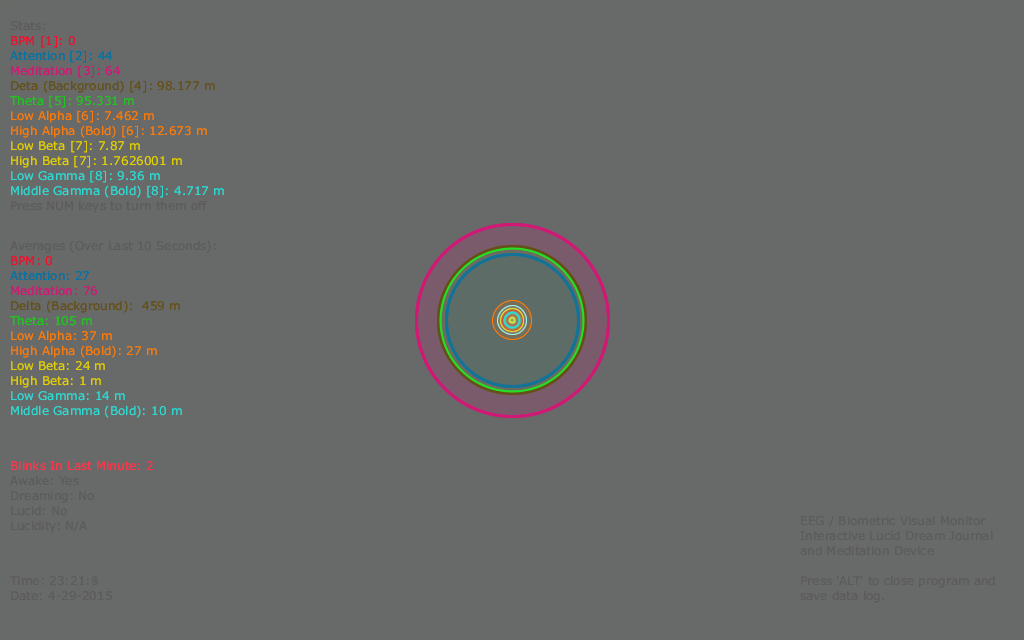 Stats:
BPM [1]: 0
Attention [2]: 44
Meditation [3]: 64
Deta (Background) [4]: 98.177 m
Theta [5]: 95.331 m
Low Alpha [6]: 7.462 m
High Alpha (Bold) [6]: 12.673 m
Low Beta [7]: 7.87 m
High Beta [7]: 1.7626001 m
Low Gamma [8]: 9.36 m
Middle Gamma (Bold) [8]: 4.717 m
Press NUM keys to turn them off
Averages (Over Last 10 Seconds):
BPM: 0
Attention: 27
Meditation: 76
Delta (Background): 459 m
Theta: 105 m
Low Alpha: 37 m
High Alpha (Bold): 27 m
Low Beta: 24 m
High Beta: 1 m
Low Gamma: 14 m
Middle Gamma (Bold): 10 m
Blinks In Last Minute: 2
Awake: Yes
Dreaming: No
Lucid: No
Lucidity: N/A
Time: 23:21:8
Date: 4-29-2015
EEG / Biometric Visual Monitor
Interactive Lucid Dream Journal
and Meditation Device
Press 'ALT' to close program and
save data log.